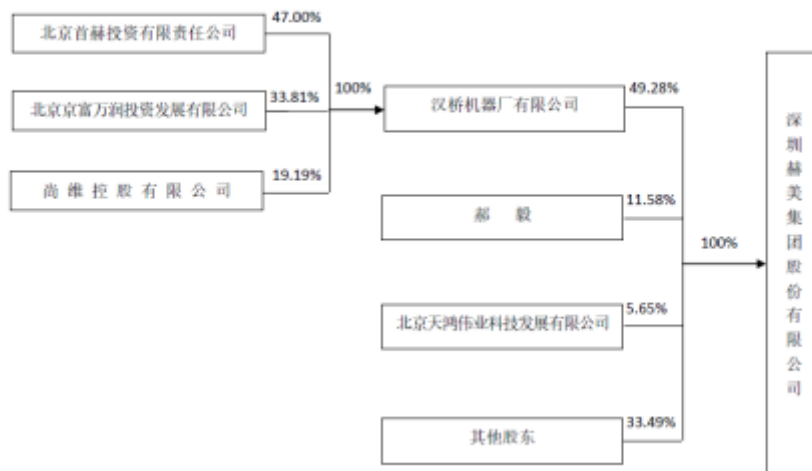 北京首赫投资有限责任公司
47.00%
北京京富万润投资发展有限公司
33.81%
尚维控股有限公司
19.19%
100%
汉桥机器厂有限公司
49.28%
郝 毅
11.58%
北京天鸿伟业科技发展有限公司
5.65%
其他股东
33.49%
100%
深圳赫美集团股份有限公司